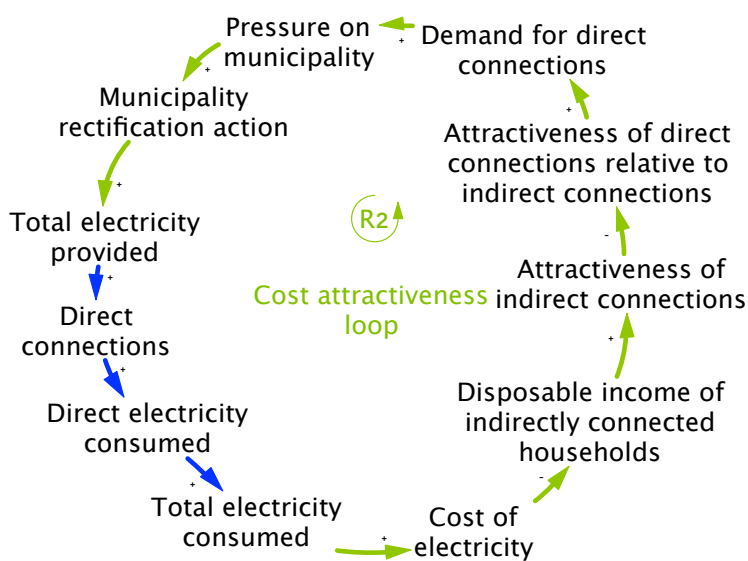 Pressure on
municipality
+
Demand for direct
connections
+
Municipality
rectification action
+
Attractiveness of direct
connections relative to
indirect connections
+
Total electricity
provided
-
R2
+
Attractiveness of
indirect connections
Cost attractiveness
loop
Direct
connections
+
+
Disposable income of
indirectly connected
households
Direct electricity
consumed
+
-
Total electricity
consumed
+
Cost of
electricity